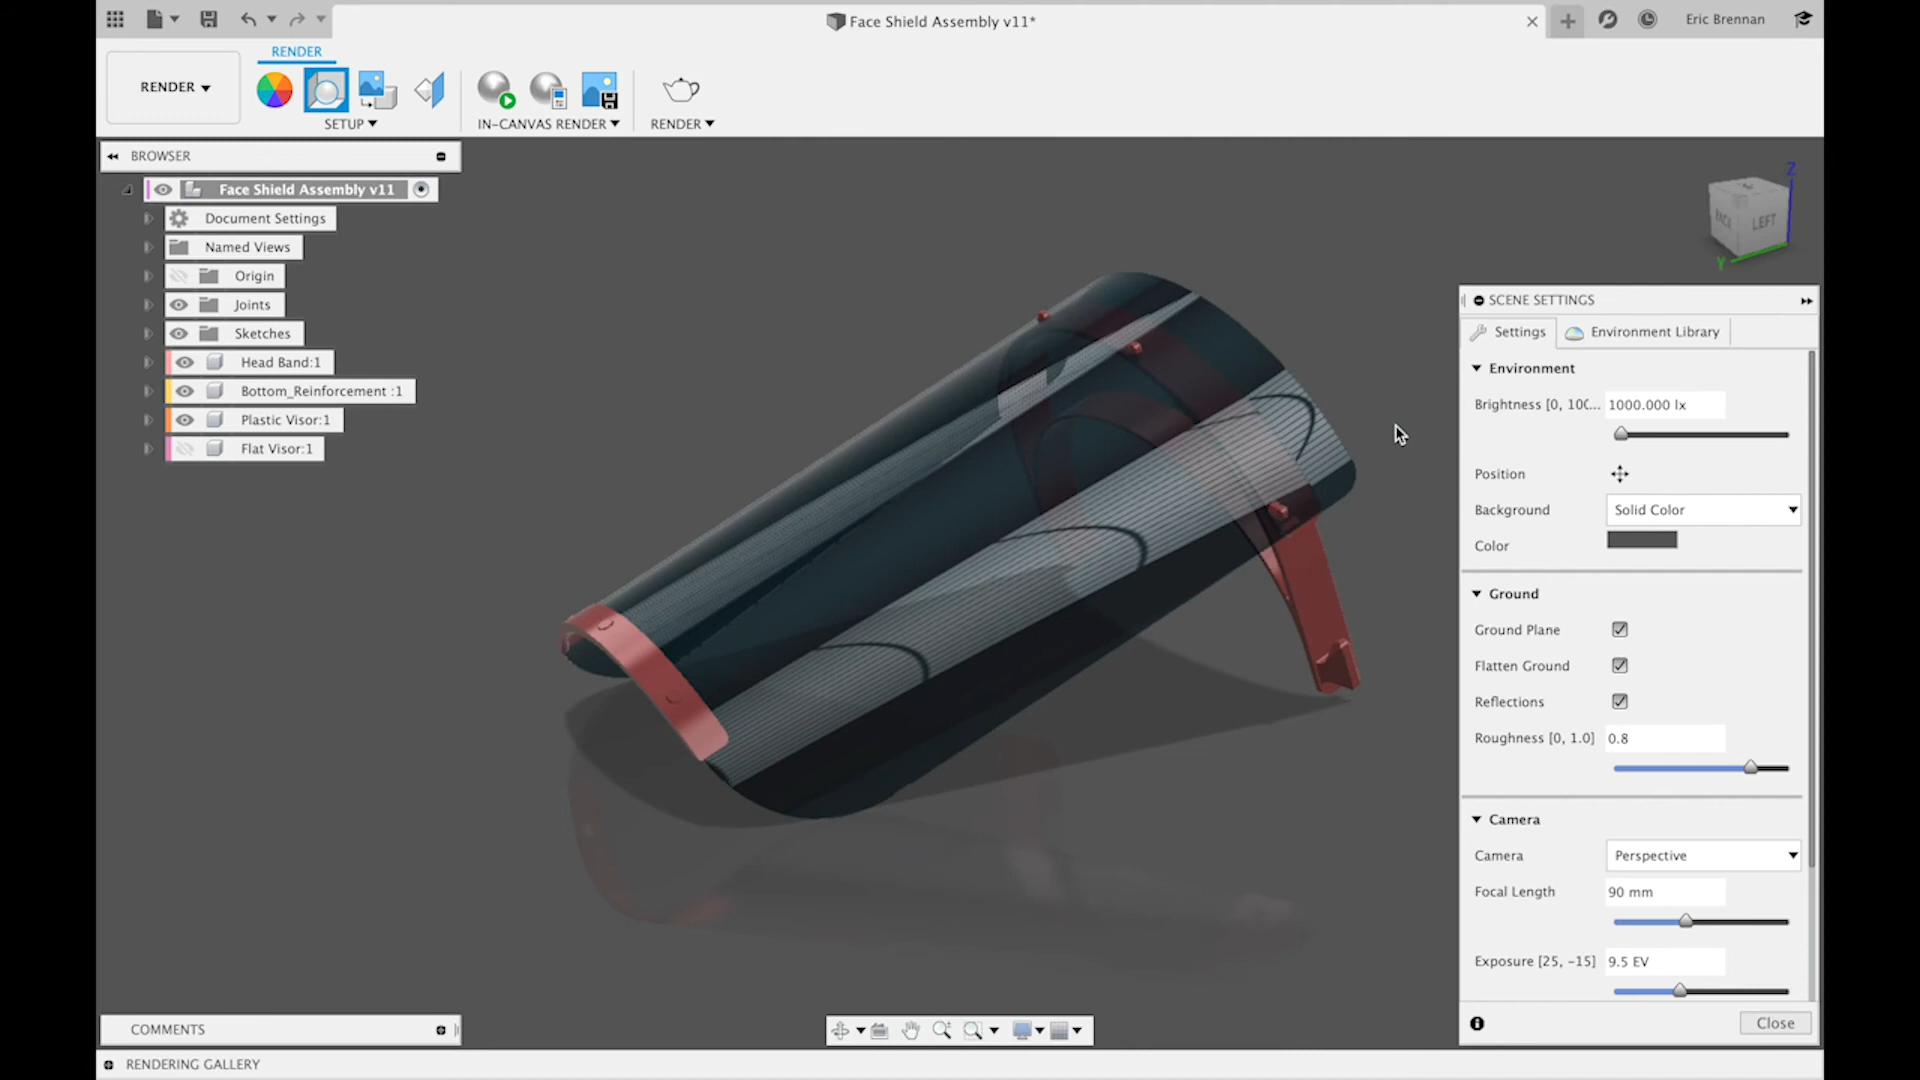 Face Shield Assembly v11*
Eric Brennan
RENDER
RENDER
SETUP
IN-CANVAS RENDER
RENDER
BROWSER
Face Shield Assembly v11
Document Settings
Named Views
Origin
Joints
Sketches
Head Band:1
Bottom_Reinforcement :1
Plastic Visor:1
Flat Visor:1
Z
LEFT
Y
SCENE SETTINGS
Settings
Environment Library
Environment
Brightness [0, 10(... 1000.000 lx
Position
Background Solid Color
Color
Ground
Ground Plane
Flatten Ground
Reflections
Roughness [0, 1.0] 0.8
Camera
Camera Perspective
Focal Length 90 mm
Exposure [25, -15] 9.5 EV
Close
COMMENTS
RENDERING GALLERY